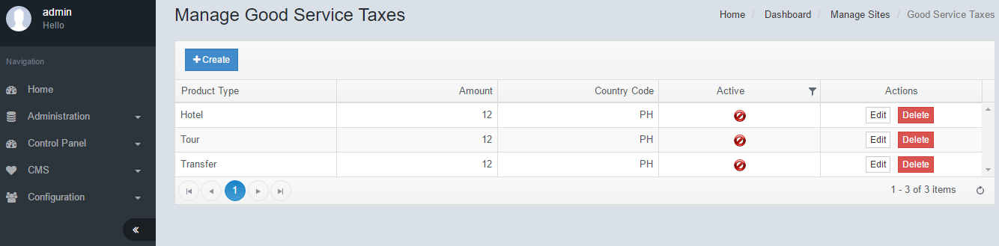 admin
Hello
Navigation
Home
Administration
Control Panel
CMS
Configuration
Manage Good Service Taxes
Home / Dashboard / Manage Sites / Good Service Taxes
+ Create
Product Type Amount Country Code Active Actions
Hotel 12 PH Edit Delete
Tour 12 PH Edit Delete
Transfer 12 PH Edit Delete
1 1 - 3 of 3 items